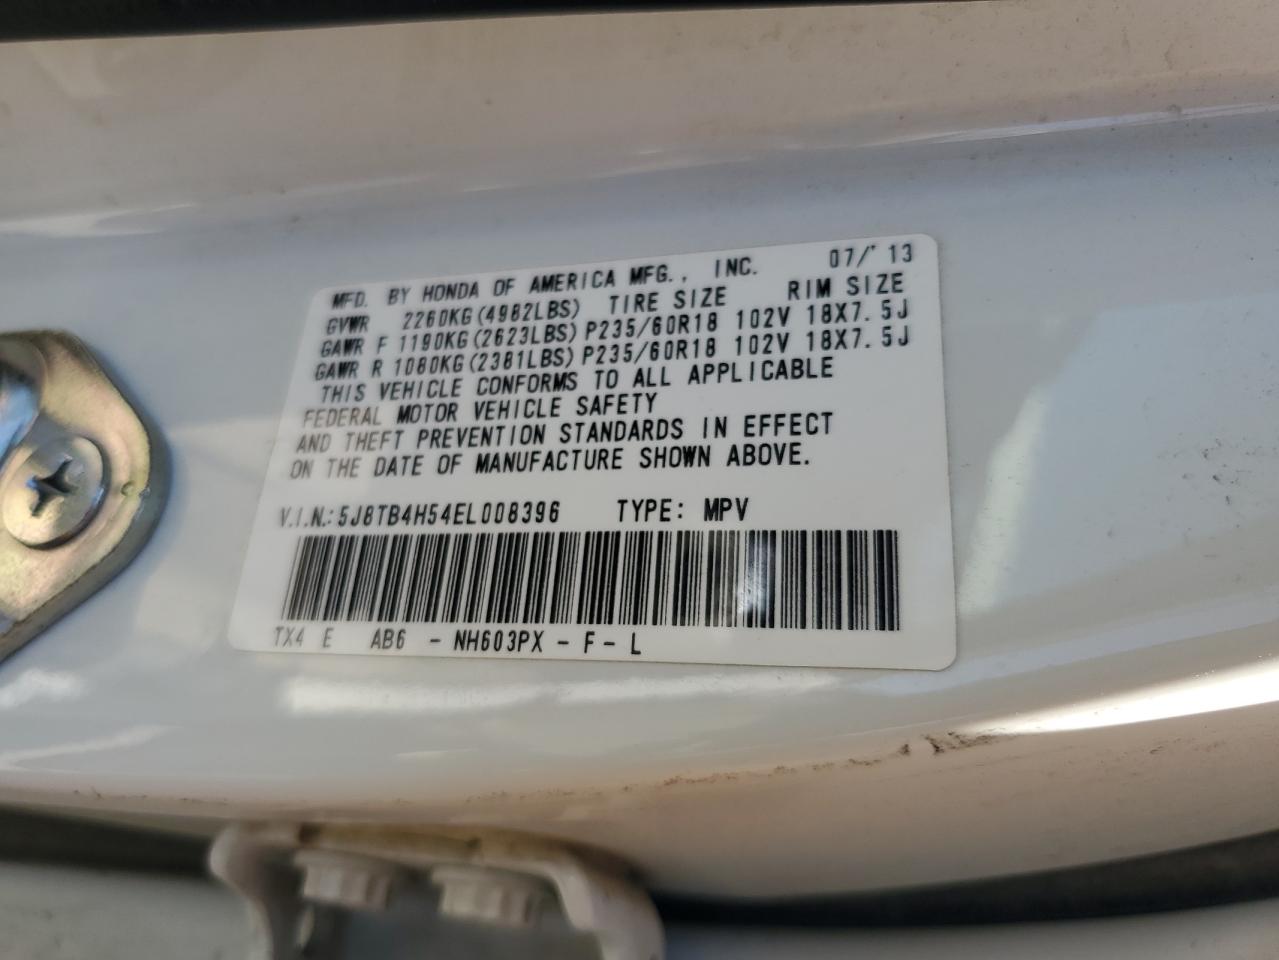 MFD. BY HONDA OF AMERICA MFG., INC. 07/'13
GVWR 2260KG(4982LBS) TIRE SIZE RIM SIZE
GAWR F 1190KG(2623LBS) P235/60R18 102V 18X7.5J
GAWR R 1080KG(2381LBS) P235/60R18 102V 18X7.5J
THIS VEHICLE CONFORMS TO ALL APPLICABLE
FEDERAL MOTOR VEHICLE SAFETY
AND THEFT PREVENTION STANDARDS IN EFFECT
ON THE DATE OF MANUFACTURE SHOWN ABOVE.
V.I.N.: 5J8TB4H54EL008396 TYPE: MPV
TX4 E AB6 - NH603PX - F - L